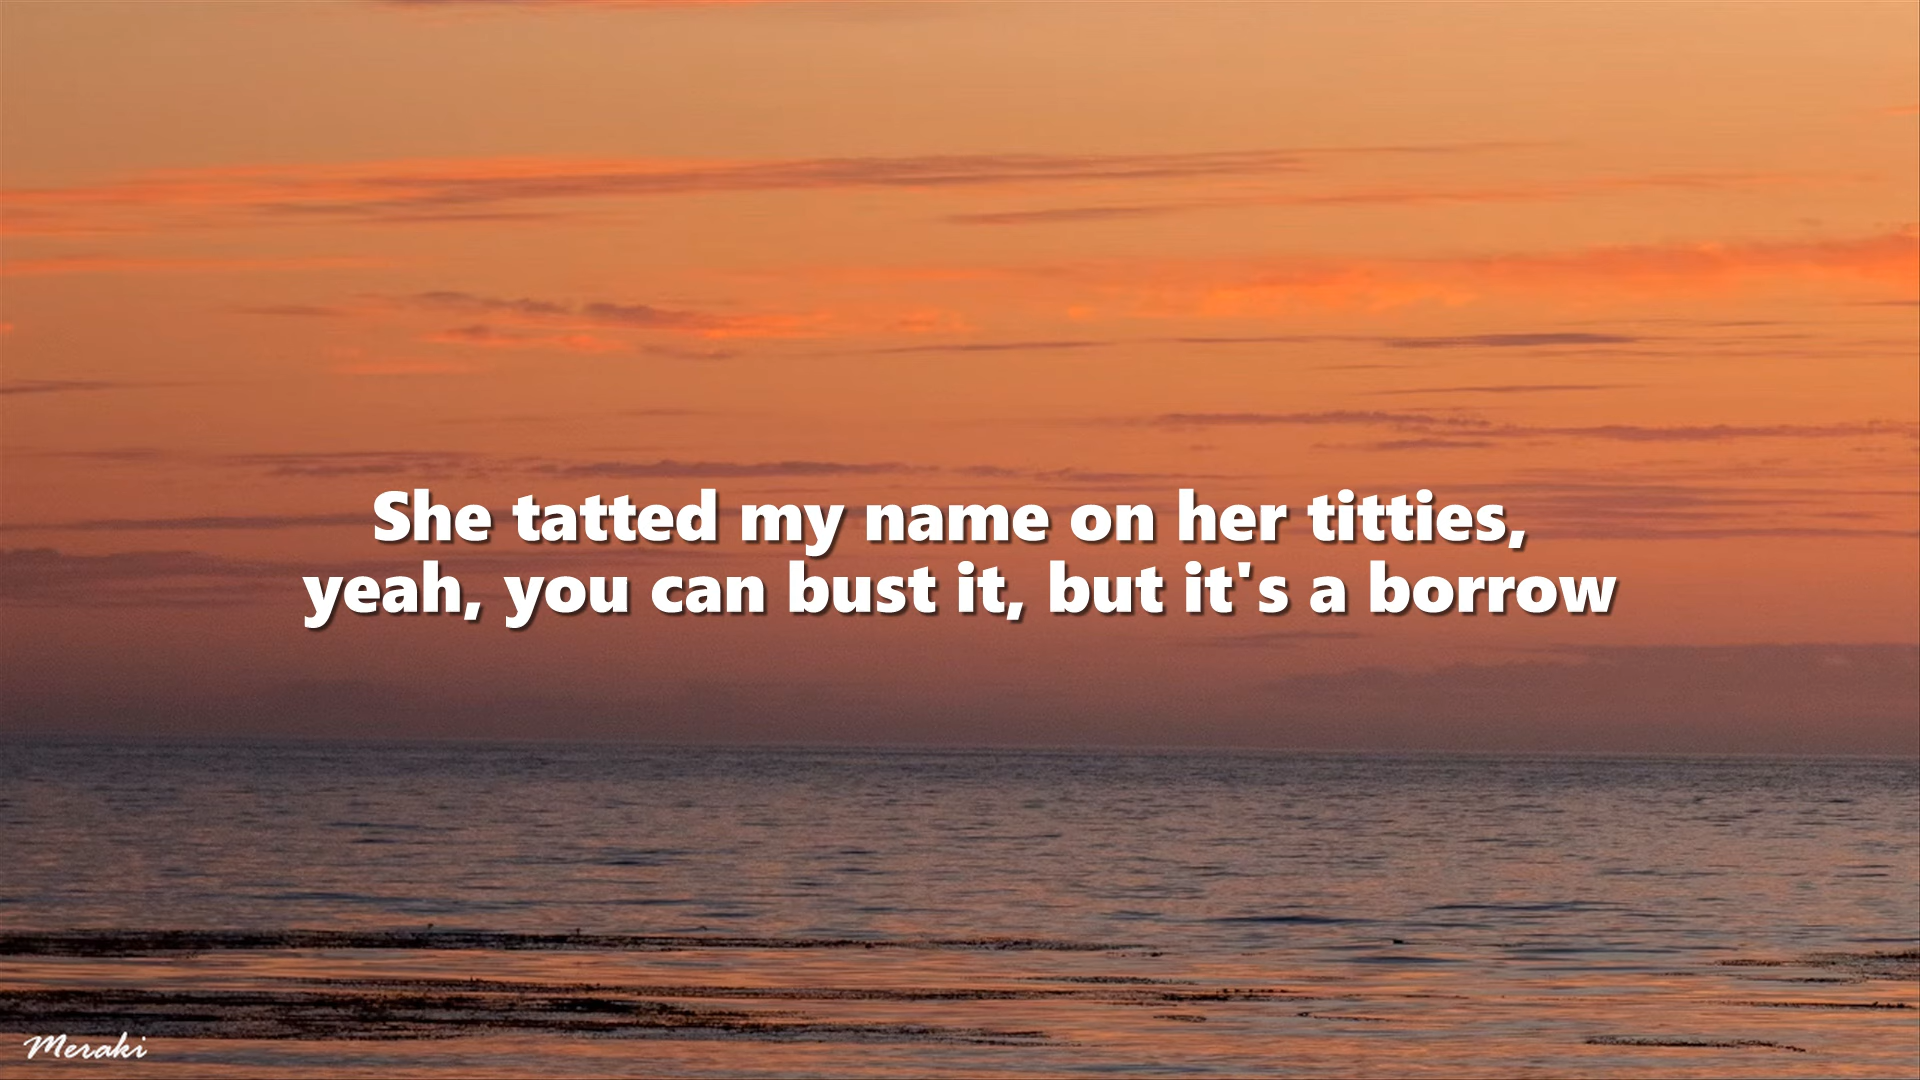 She tatted my name on her titties,
yeah, you can bust it, but it's a borrow
Meraki